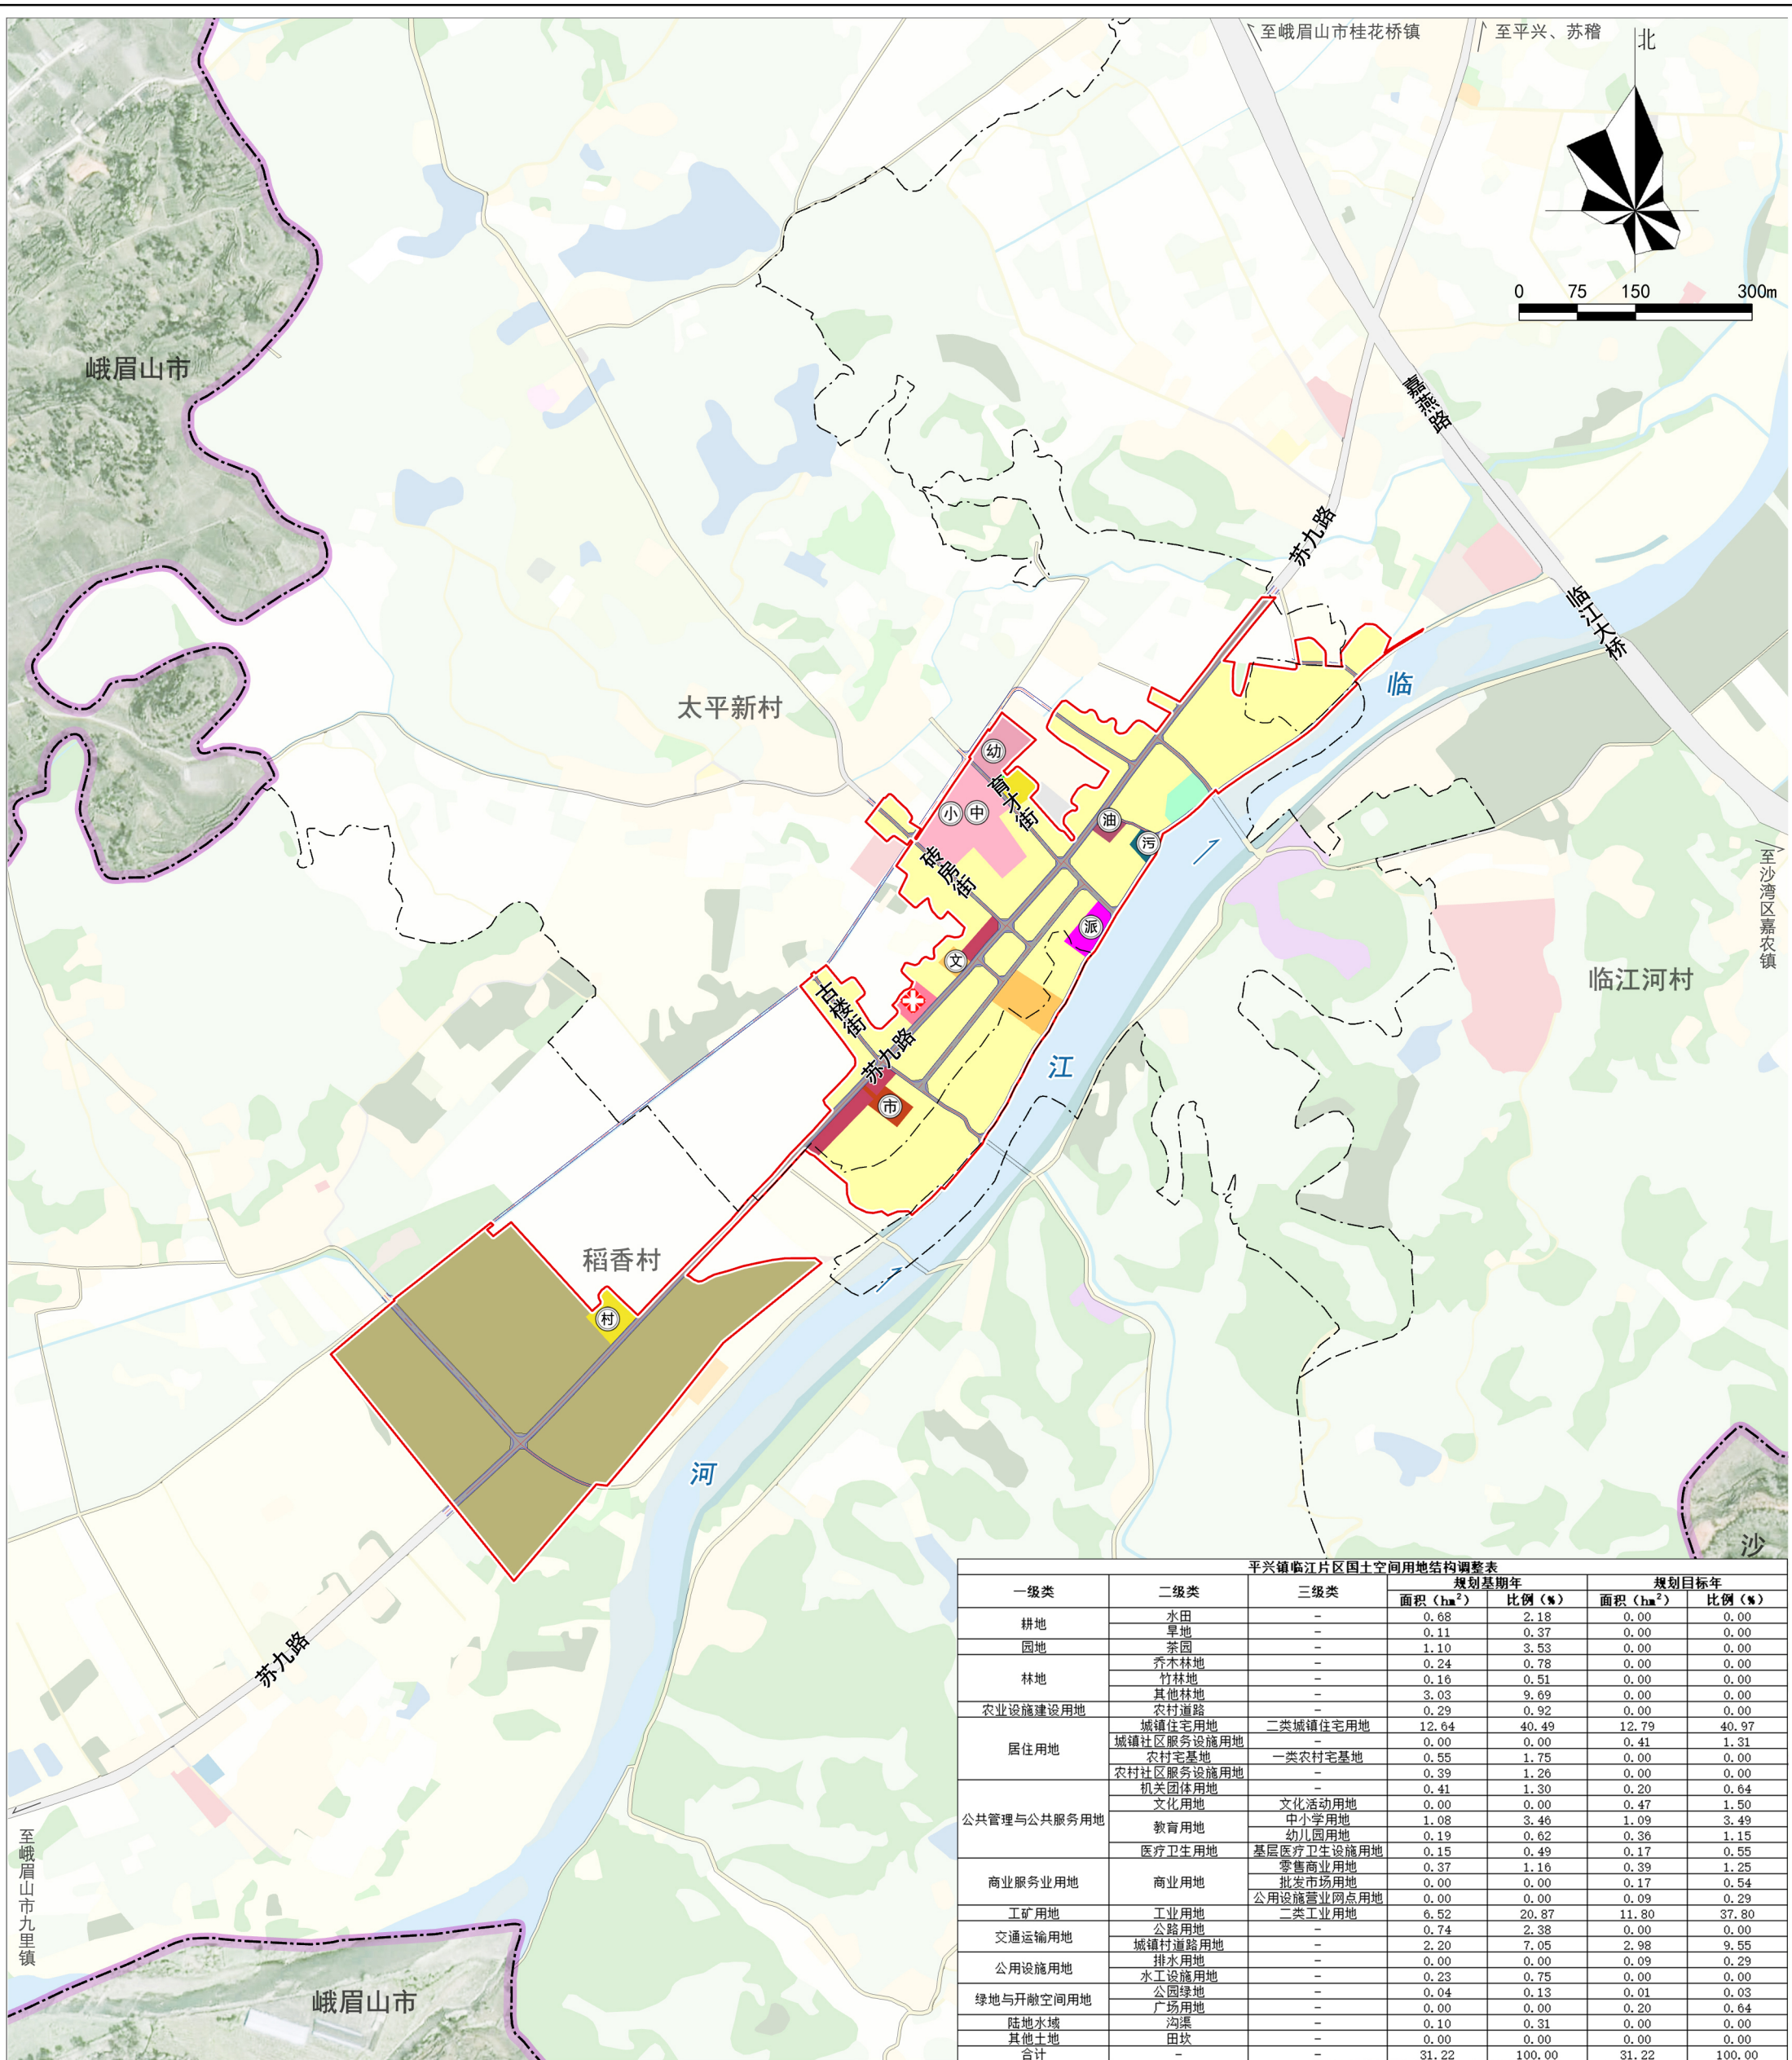 至峨眉山市桂花桥镇
至平兴、苏稽
北
0 75 150 300m
峨眉山市
嘉燕路
苏九路
临江大桥
太平新村
临
幼
育才街
小
中
油
污
砖房街
派
至沙湾区嘉农镇
文
临江河村
古楼街
苏九路
江
市
稻香村
村
河
沙
苏九路
至峨眉山市九里镇
峨眉山市
平兴镇临江片区国土空间用地结构调整表
一级类 二级类 三级类 规划基期年 规划目标年
面积（hm²） 比例（%） 面积（hm²） 比例（%）
耕地 水田 - 0.68 2.18 0.00 0.00
旱地 - 0.11 0.37 0.00 0.00
园地 茶园 - 1.10 3.53 0.00 0.00
林地 乔木林地 - 0.24 0.78 0.00 0.00
竹林地 - 0.16 0.51 0.00 0.00
其他林地 - 3.03 9.69 0.00 0.00
农业设施建设用地 农村道路 - 0.29 0.92 0.00 0.00
居住用地 城镇住宅用地 二类城镇住宅用地 12.64 40.49 12.79 40.97
城镇社区服务设施用地 - 0.00 0.00 0.41 1.31
农村宅基地 一类农村宅基地 0.55 1.75 0.00 0.00
农村社区服务设施用地 - 0.39 1.26 0.00 0.00
公共管理与公共服务用地 机关团体用地 - 0.41 1.30 0.20 0.64
文化用地 文化活动用地 0.00 0.00 0.47 1.50
教育用地 中小学用地 1.08 3.46 1.09 3.49
幼儿园用地 0.19 0.62 0.36 1.15
医疗卫生用地 基层医疗卫生设施用地 0.15 0.49 0.17 0.55
商业服务业用地 商业用地 零售商业用地 0.37 1.16 0.39 1.25
批发市场用地 0.00 0.00 0.17 0.54
公用设施营业网点用地 0.00 0.00 0.09 0.29
工矿用地 工业用地 二类工业用地 6.52 20.87 11.80 37.80
交通运输用地 公路用地 - 0.74 2.38 0.00 0.00
城镇村道路用地 - 2.20 7.05 2.98 9.55
公用设施用地 排水用地 - 0.00 0.00 0.09 0.29
水工设施用地 - 0.23 0.75 0.00 0.00
绿地与开敞空间用地 公园绿地 - 0.04 0.13 0.01 0.03
广场用地 - 0.00 0.00 0.20 0.64
陆地水域 沟渠 - 0.10 0.31 0.00 0.00
其他土地 田坎 - 0.00 0.00 0.00 0.00
合计 - - 31.22 100.00 31.22 100.00